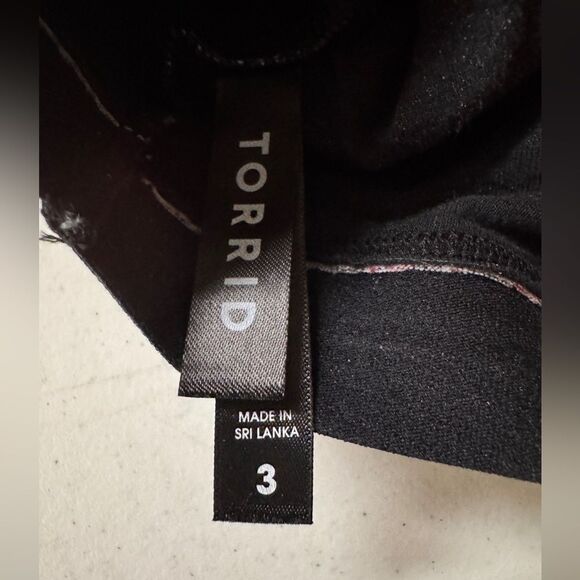 TORRID
MADE IN
SRI LANKA
3